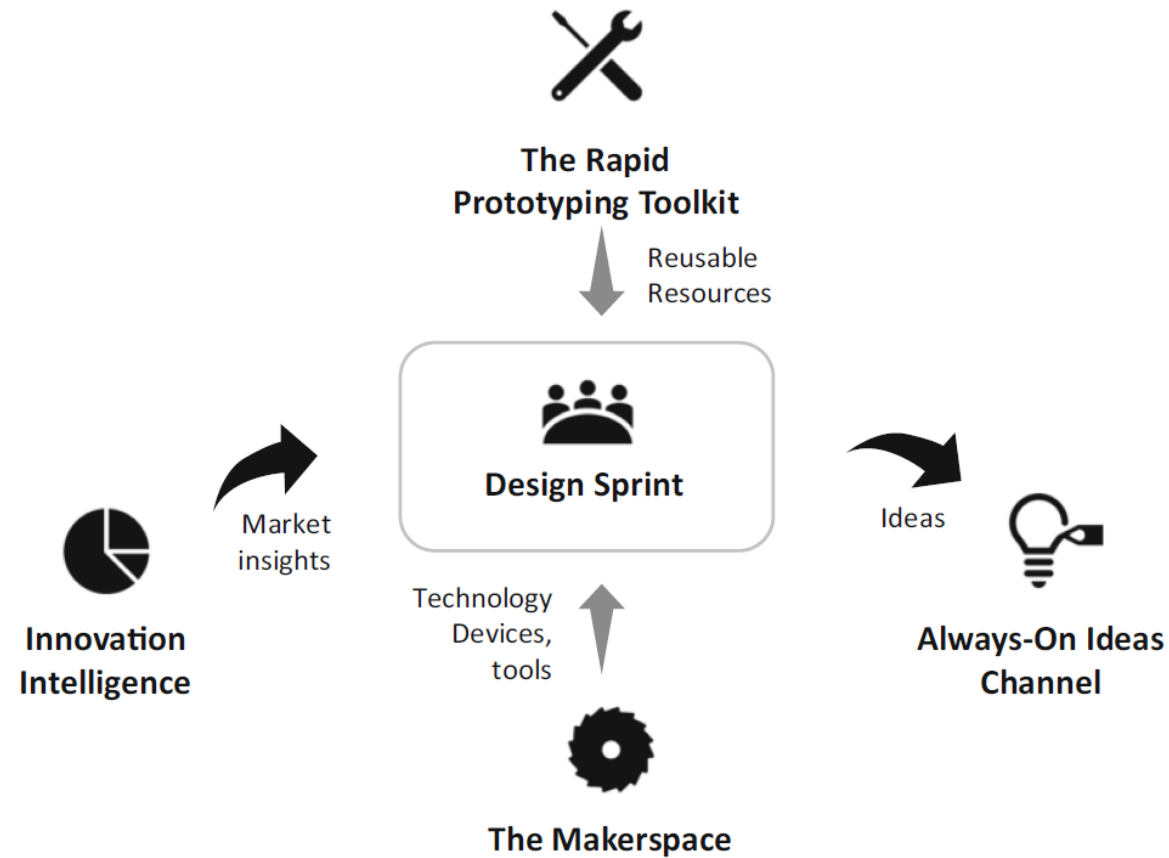 The Rapid
Prototyping Toolkit
Reusable
Resources
Design Sprint
Market
insights
Ideas
Technology
Devices,
tools
Innovation
Intelligence
Always-On Ideas
Channel
The Makerspace